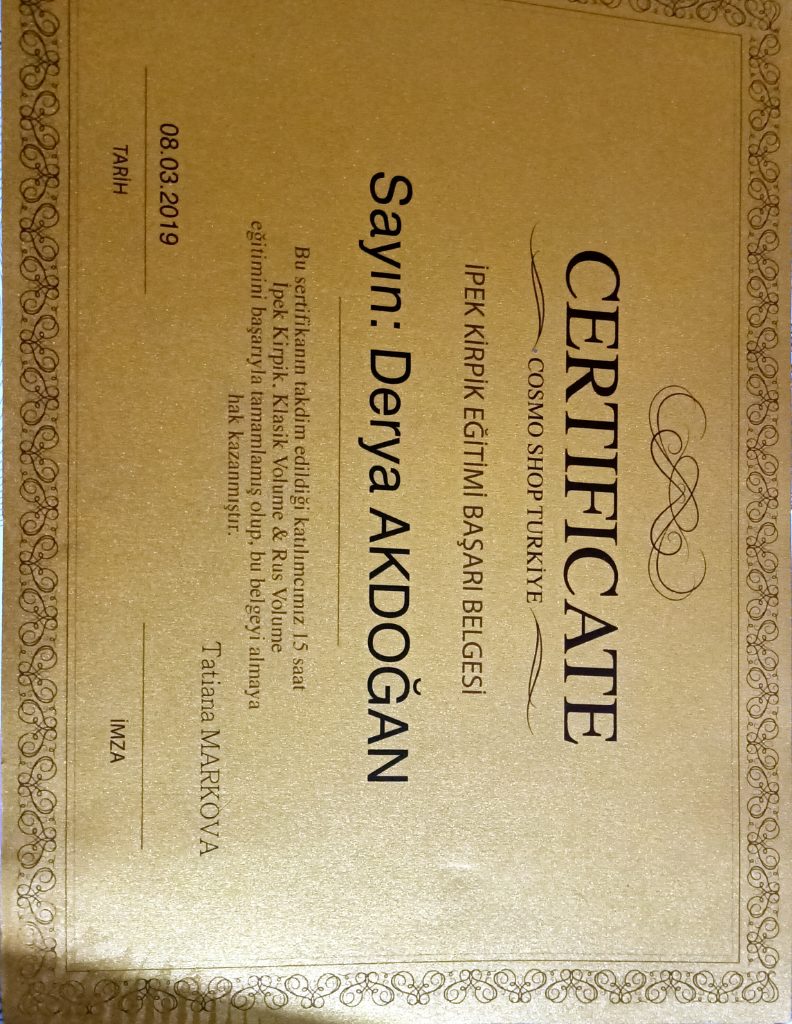 CERTIFICATE
COSMO SHOP TURKİYE
İPEK KİRPİK EĞİTİMİ BAŞARI BELGESİ
Sayın: Derya AKDOĞAN
Bu sertifikanın takdim edildiği katılımcımız 15 saat
İpek Kirpik. Klasik Volume & Rus Volume
eğitimini başarıyla tamamlamış olup, bu belgeyi almaya
hak kazanmıştır.
Tatiana MARKOVA
08.03.2019
TARİH
İMZA